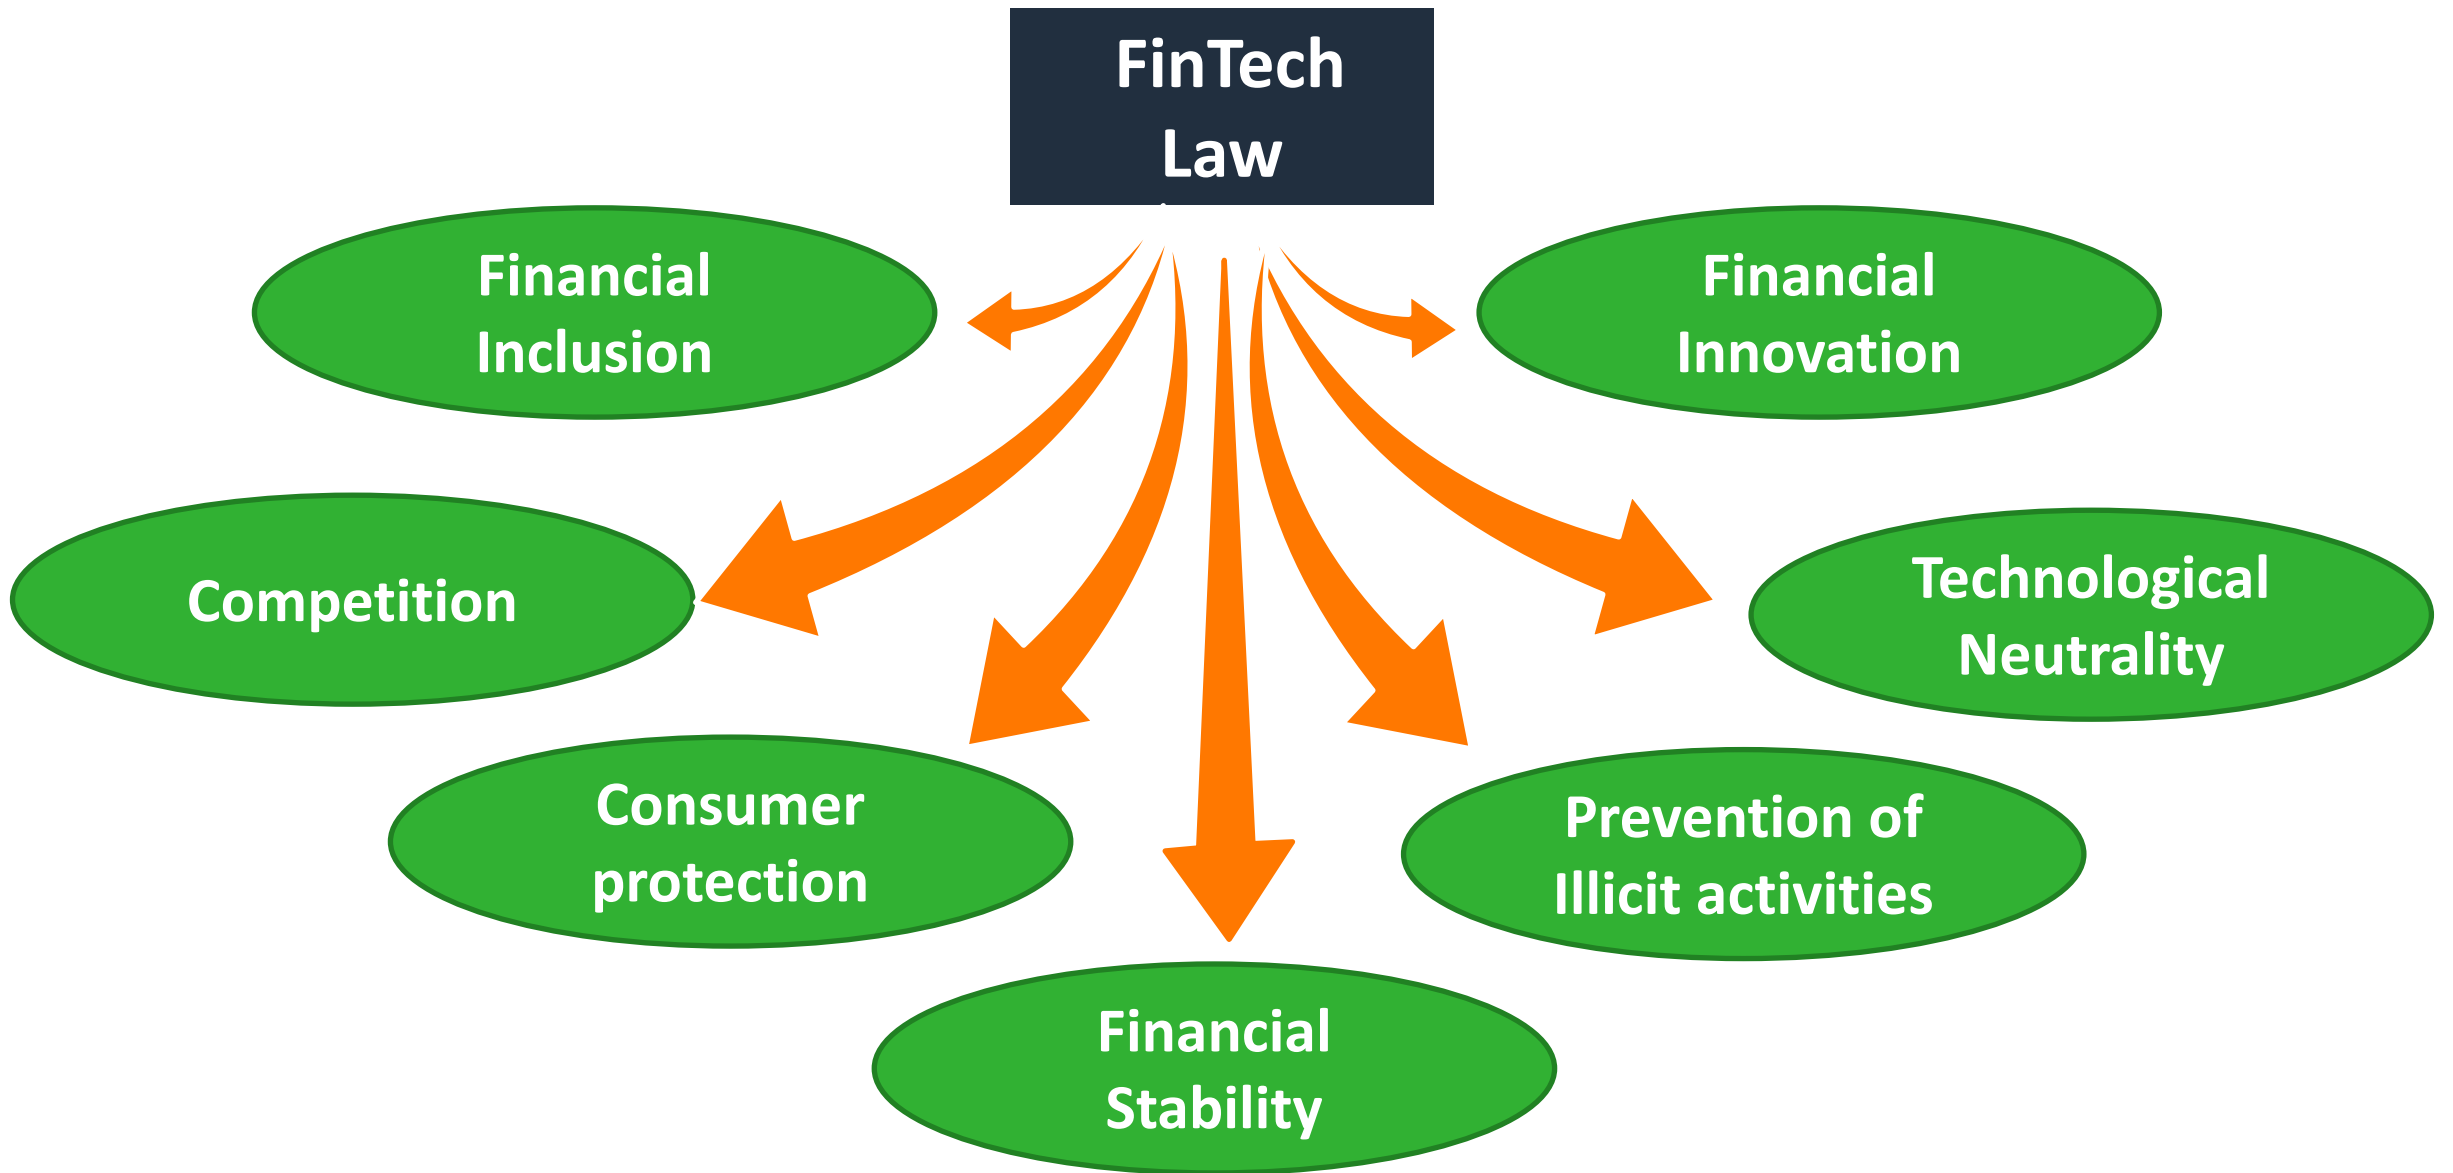 FinTech
Law
Financial
Inclusion
Financial
Innovation
Competition
Technological
Neutrality
Consumer
protection
Prevention of
Illicit activities
Financial
Stability